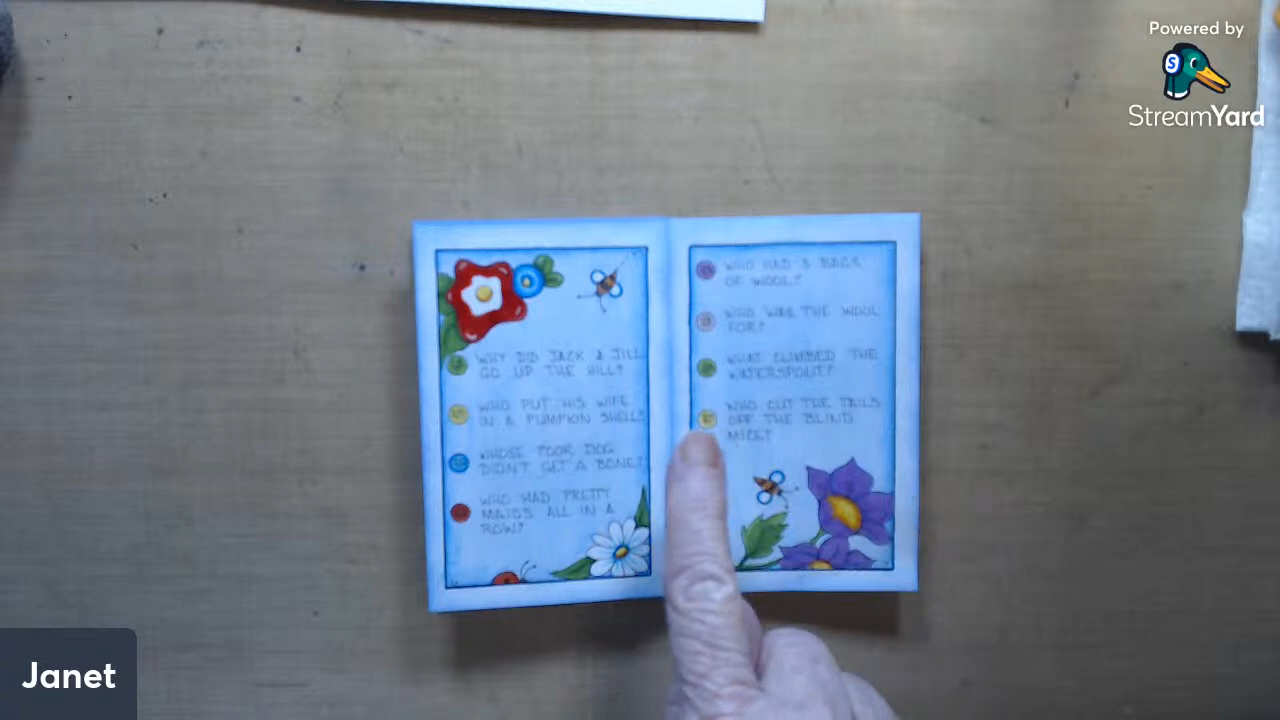 Powered by
StreamYard
WHY DID JACK & JILL
GO UP THE HILL?
WHO PUT HIS WIFE
IN A PUMPKIN SHELL?
WHOSE POOR DOG
DIDN'T GET A BONE?
WHO HAD PRETTY
MAIDS ALL IN A
ROW?
WHO HAD 3 BAGS
OF WOOL?
WHO WAS THE WOOL
FOR?
WHAT CLIMBED THE
WATERSPOUT?
WHO CUT THE TAILS
OFF THE BLIND
MICE?
Janet